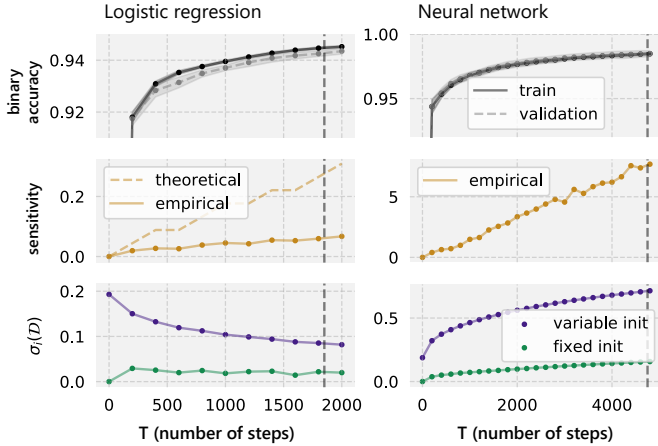 Logistic regression
Neural network
binary
accuracy
0.94
0.92
1.00
0.95
train
validation
sensitivity
0.2
0.0
theoretical
empirical
5
0
empirical
σi(𝒟)
0.2
0.1
0.0
0.5
0.0
variable init
fixed init
0
500
1000
1500
2000
0
2000
4000
T (number of steps)
T (number of steps)